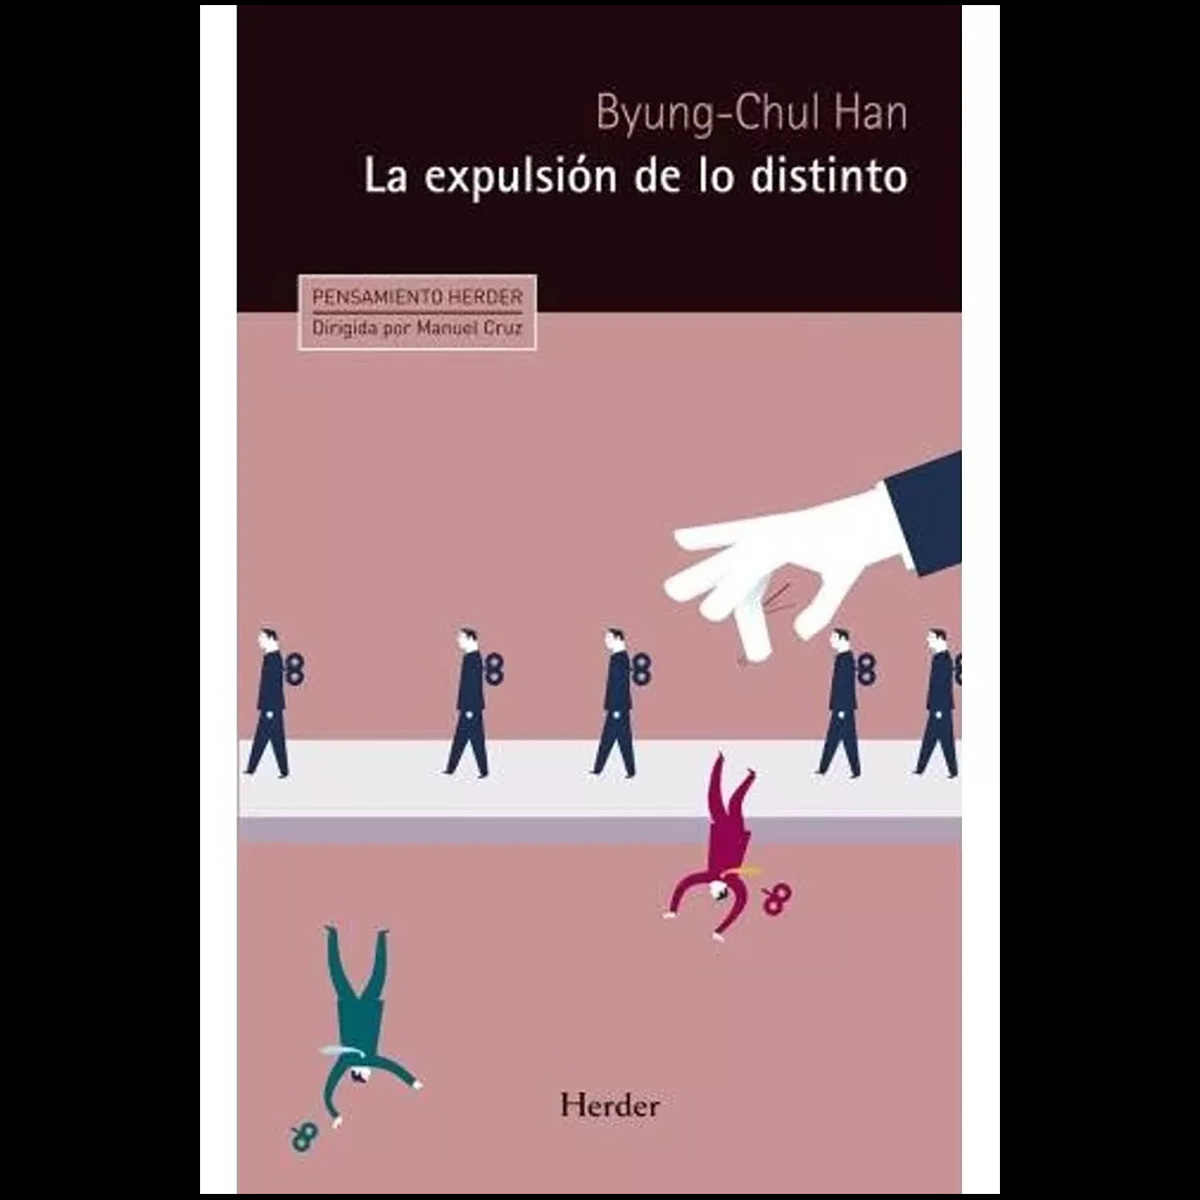 Byung-Chul Han
La expulsión de lo distinto
PENSAMIENTO HERDER
Dirigida por Manuel Cruz
Herder